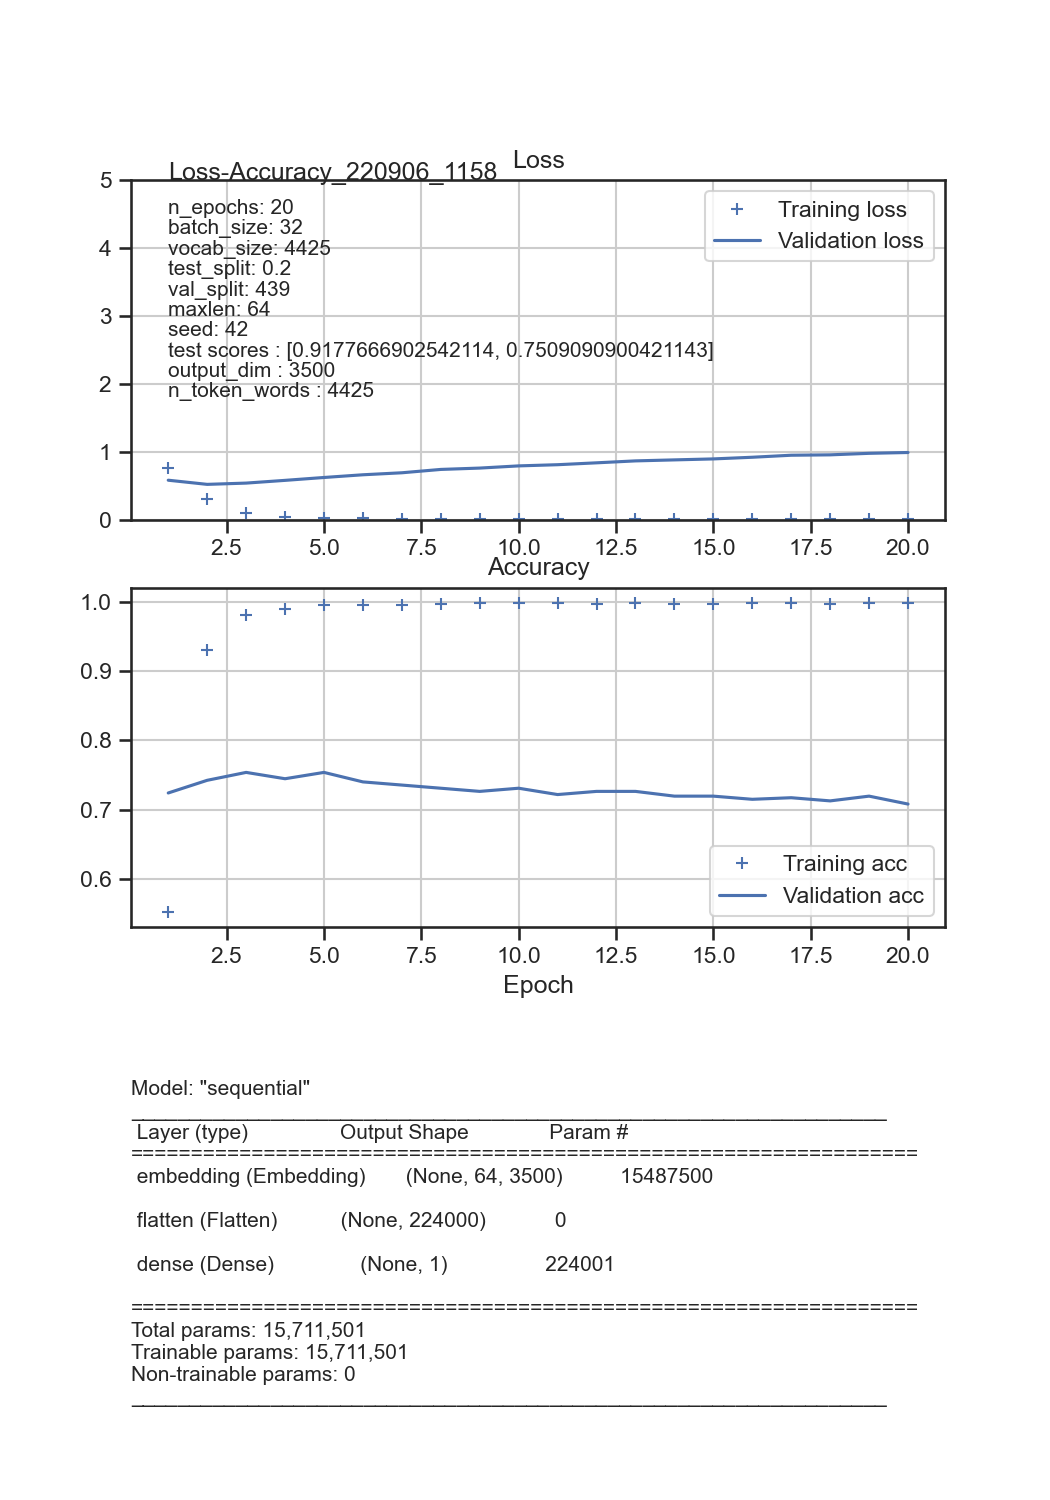 Loss
Loss-Accuracy_220906_1158
5
n_epochs: 20
batch_size: 32
4
vocab_size: 4425
test_split: 0.2
val_split: 439
3
maxlen: 64
seed: 42
test scores : [0.9177666902542114, 0.7509090900421143]
output_dim : 3500
2
n_token_words : 4425
Training loss
Validation loss
1
0
2.5 5.0 7.5 10.0 12.5 15.0 17.5 20.0
Accuracy
1.0
0.9
0.8
0.7
0.6
Training acc
Validation acc
2.5 5.0 7.5 10.0 12.5 15.0 17.5 20.0
Epoch
Model: "sequential"
_________________________________________________________________
Layer (type) Output Shape Param #
=================================================================
embedding (Embedding) (None, 64, 3500) 15487500
flatten (Flatten) (None, 224000) 0
dense (Dense) (None, 1) 224001
=================================================================
Total params: 15,711,501
Trainable params: 15,711,501
Non-trainable params: 0
_________________________________________________________________